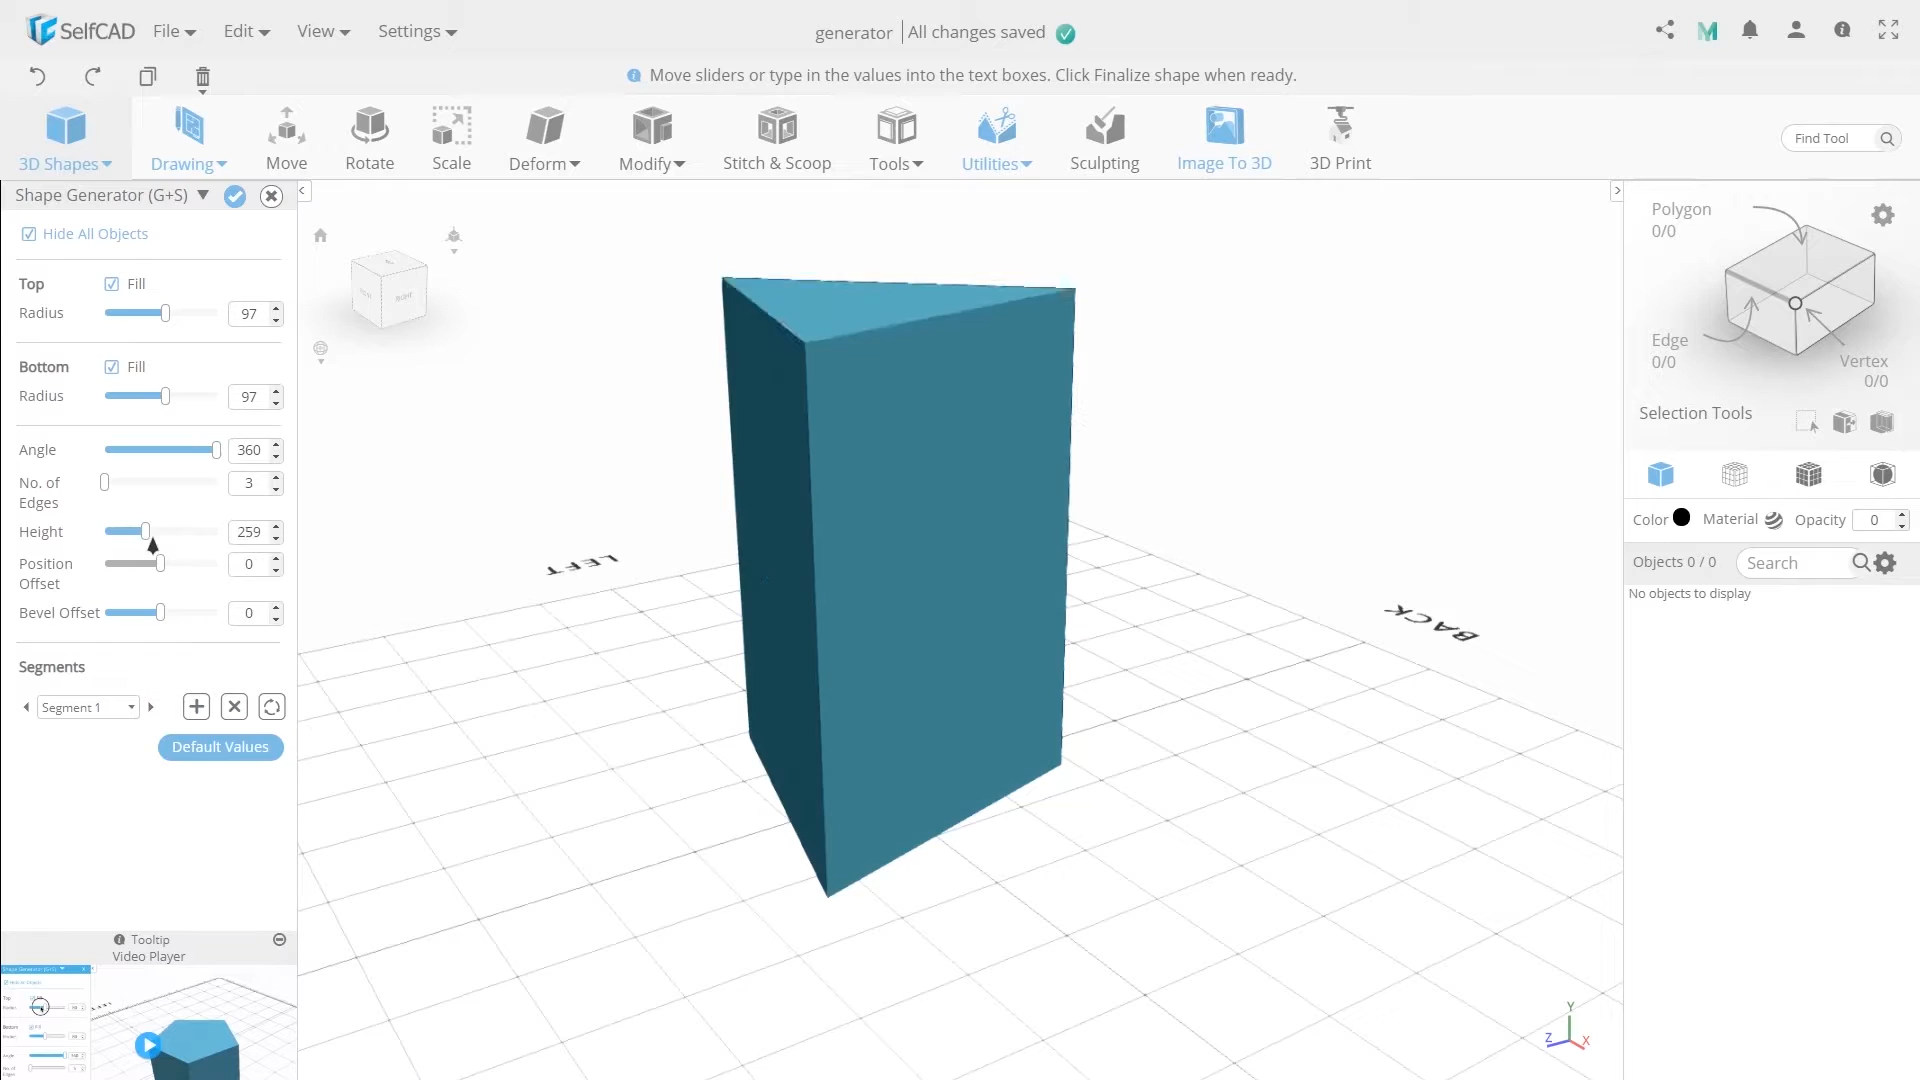 SelfCAD File Edit View Settings
generator All changes saved
Move sliders or type in the values into the text boxes. Click Finalize shape when ready.
3D Shapes Drawing Move Rotate Scale Deform Modify Stitch & Scoop Tools Utilities Sculpting Image To 3D 3D Print
Find Tool
Shape Generator (G+S)
Hide All Objects
Top Fill
Radius 97
Bottom Fill
Radius 97
Angle 360
No. of
Edges 3
Height 259
Position
Offset 0
Bevel Offset 0
Segments
Segment 1
Default Values
Tooltip
Video Player
RIGHT
LEFT
BACK
Y
Z
X
Polygon
0/0
Edge
0/0
Vertex
0/0
Selection Tools
Color Material Opacity 0
Objects 0 / 0 Search
No objects to display